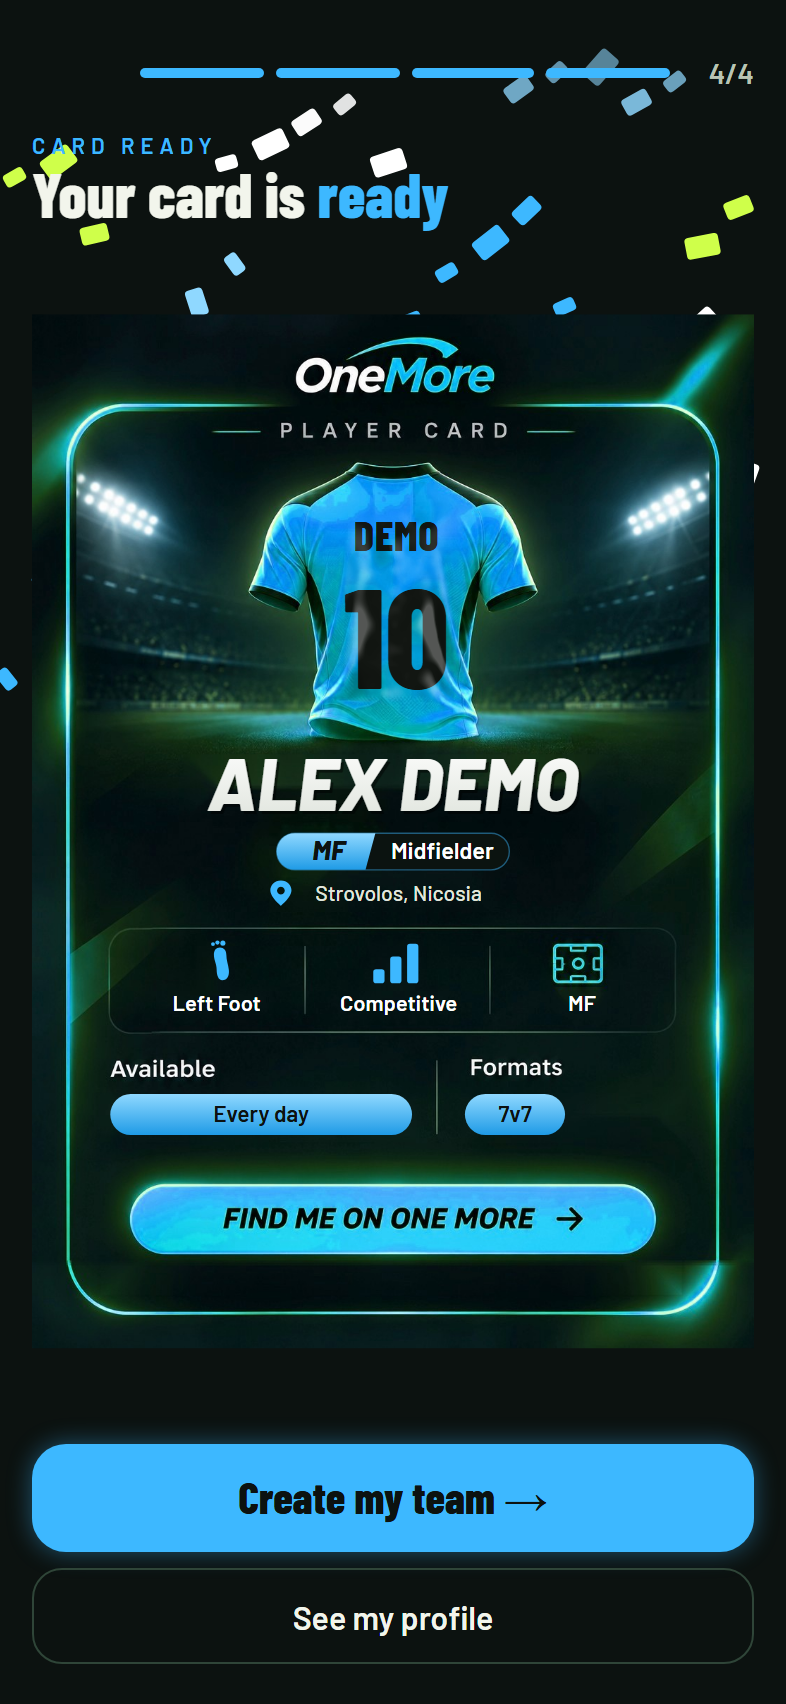 4/4
CARD READY
Your card is ready
OneMore
PLAYER CARD
DEMO
10
ALEX DEMO
MF Midfielder
Strovolos, Nicosia
Left Foot Competitive MF
Available Formats
Every day 7v7
FIND ME ON ONE MORE →
Create my team →
See my profile